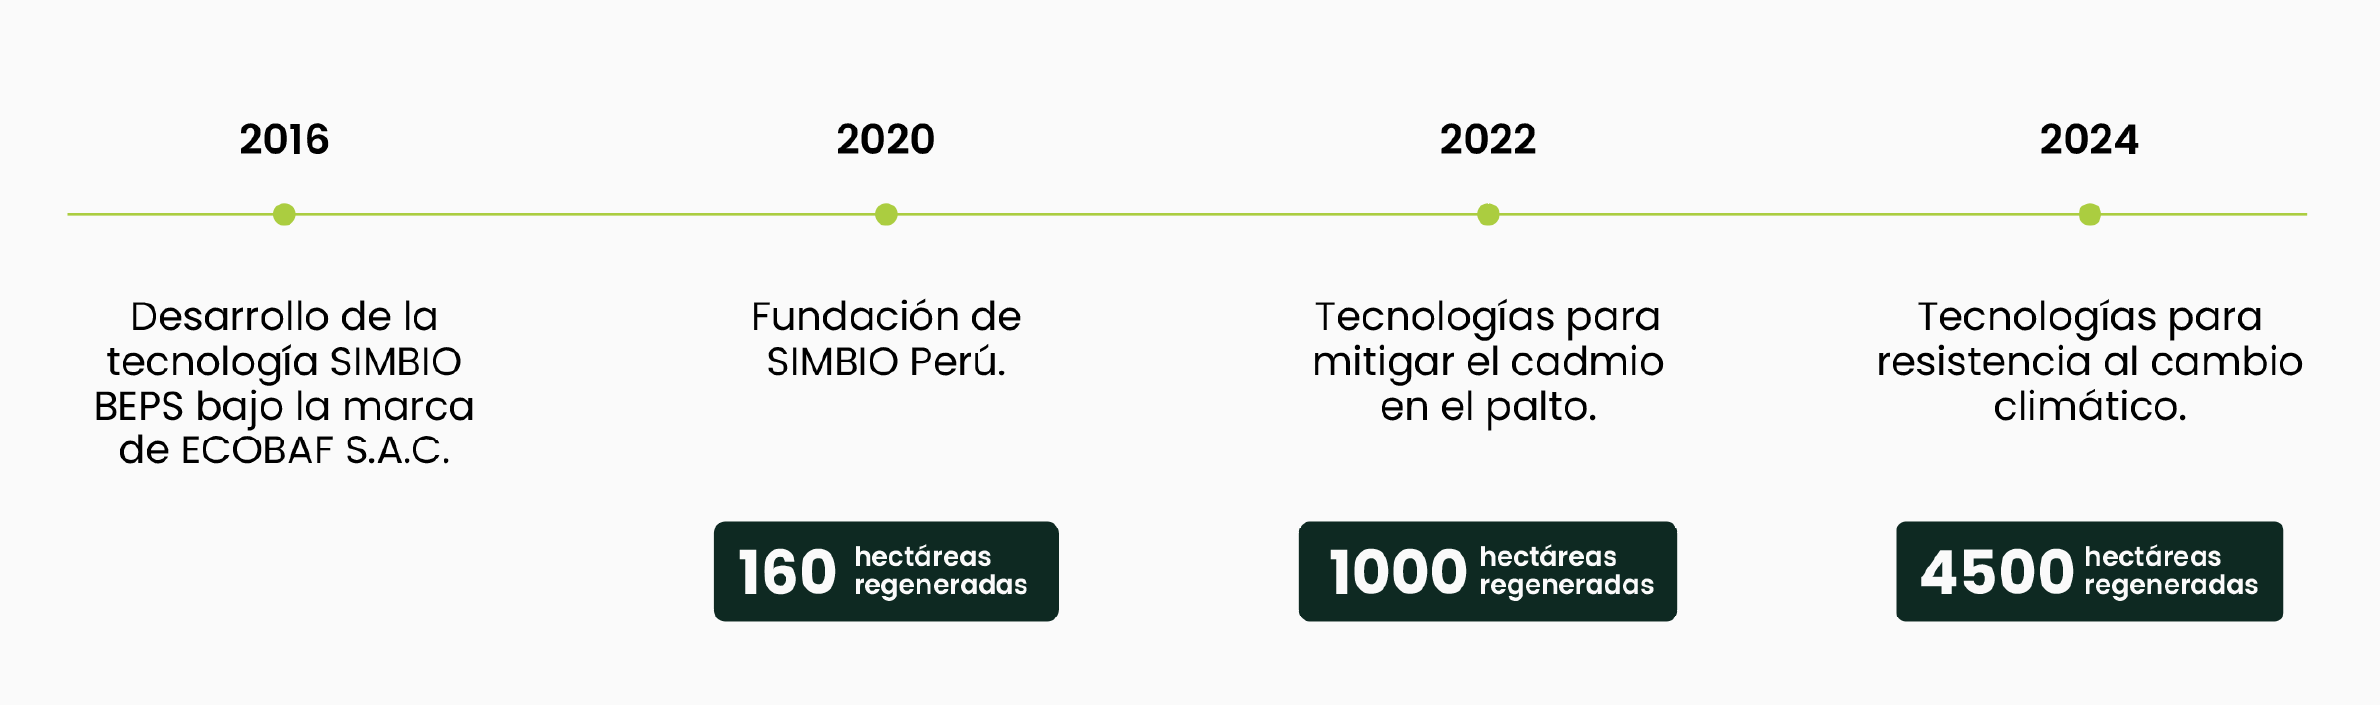 2016
Desarrollo de la
tecnología SIMBIO
BEPS bajo la marca
de ECOBAF S.A.C.
2020
Fundación de
SIMBIO Perú.
160 hectáreas
regeneradas
2022
Tecnologías para
mitigar el cadmio
en el palto.
1000 hectáreas
regeneradas
2024
Tecnologías para
resistencia al cambio
climático.
4500 hectáreas
regeneradas